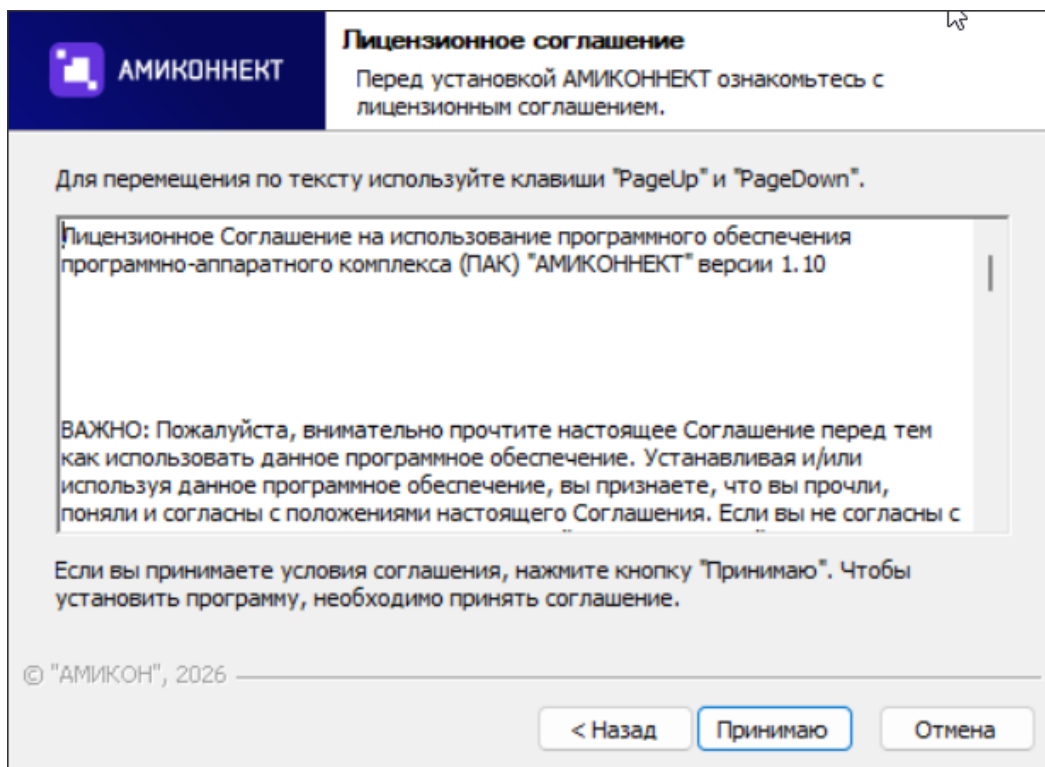 АМИКОННЕКТ
Лицензионное соглашение
Перед установкой АМИКОННЕКТ ознакомьтесь с
лицензионным соглашением.
Для перемещения по тексту используйте клавиши "PageUp" и "PageDown".
Лицензионное Соглашение на использование программного обеспечения
программно-аппаратного комплекса (ПАК) "АМИКОННЕКТ" версии 1.10
ВАЖНО: Пожалуйста, внимательно прочтите настоящее Соглашение перед тем
как использовать данное программное обеспечение. Устанавливая и/или
используя данное программное обеспечение, вы признаете, что вы прочли,
поняли и согласны с положениями настоящего Соглашения. Если вы не согласны с
Если вы принимаете условия соглашения, нажмите кнопку "Принимаю". Чтобы
установить программу, необходимо принять соглашение.
© "АМИКОН", 2026
< Назад
Принимаю
Отмена